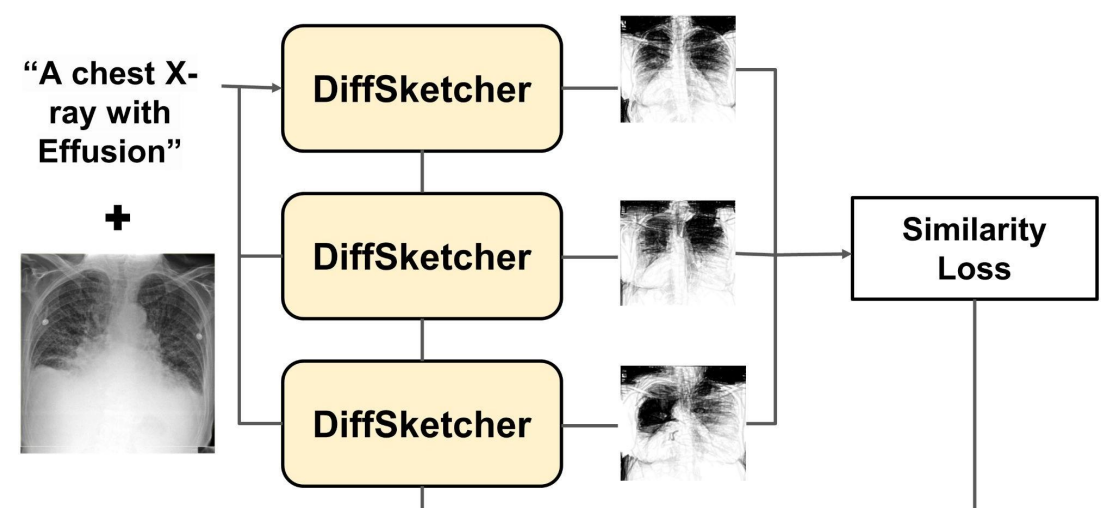 “A chest X-
ray with
Effusion”
+
DiffSketcher
DiffSketcher
DiffSketcher
Similarity
Loss